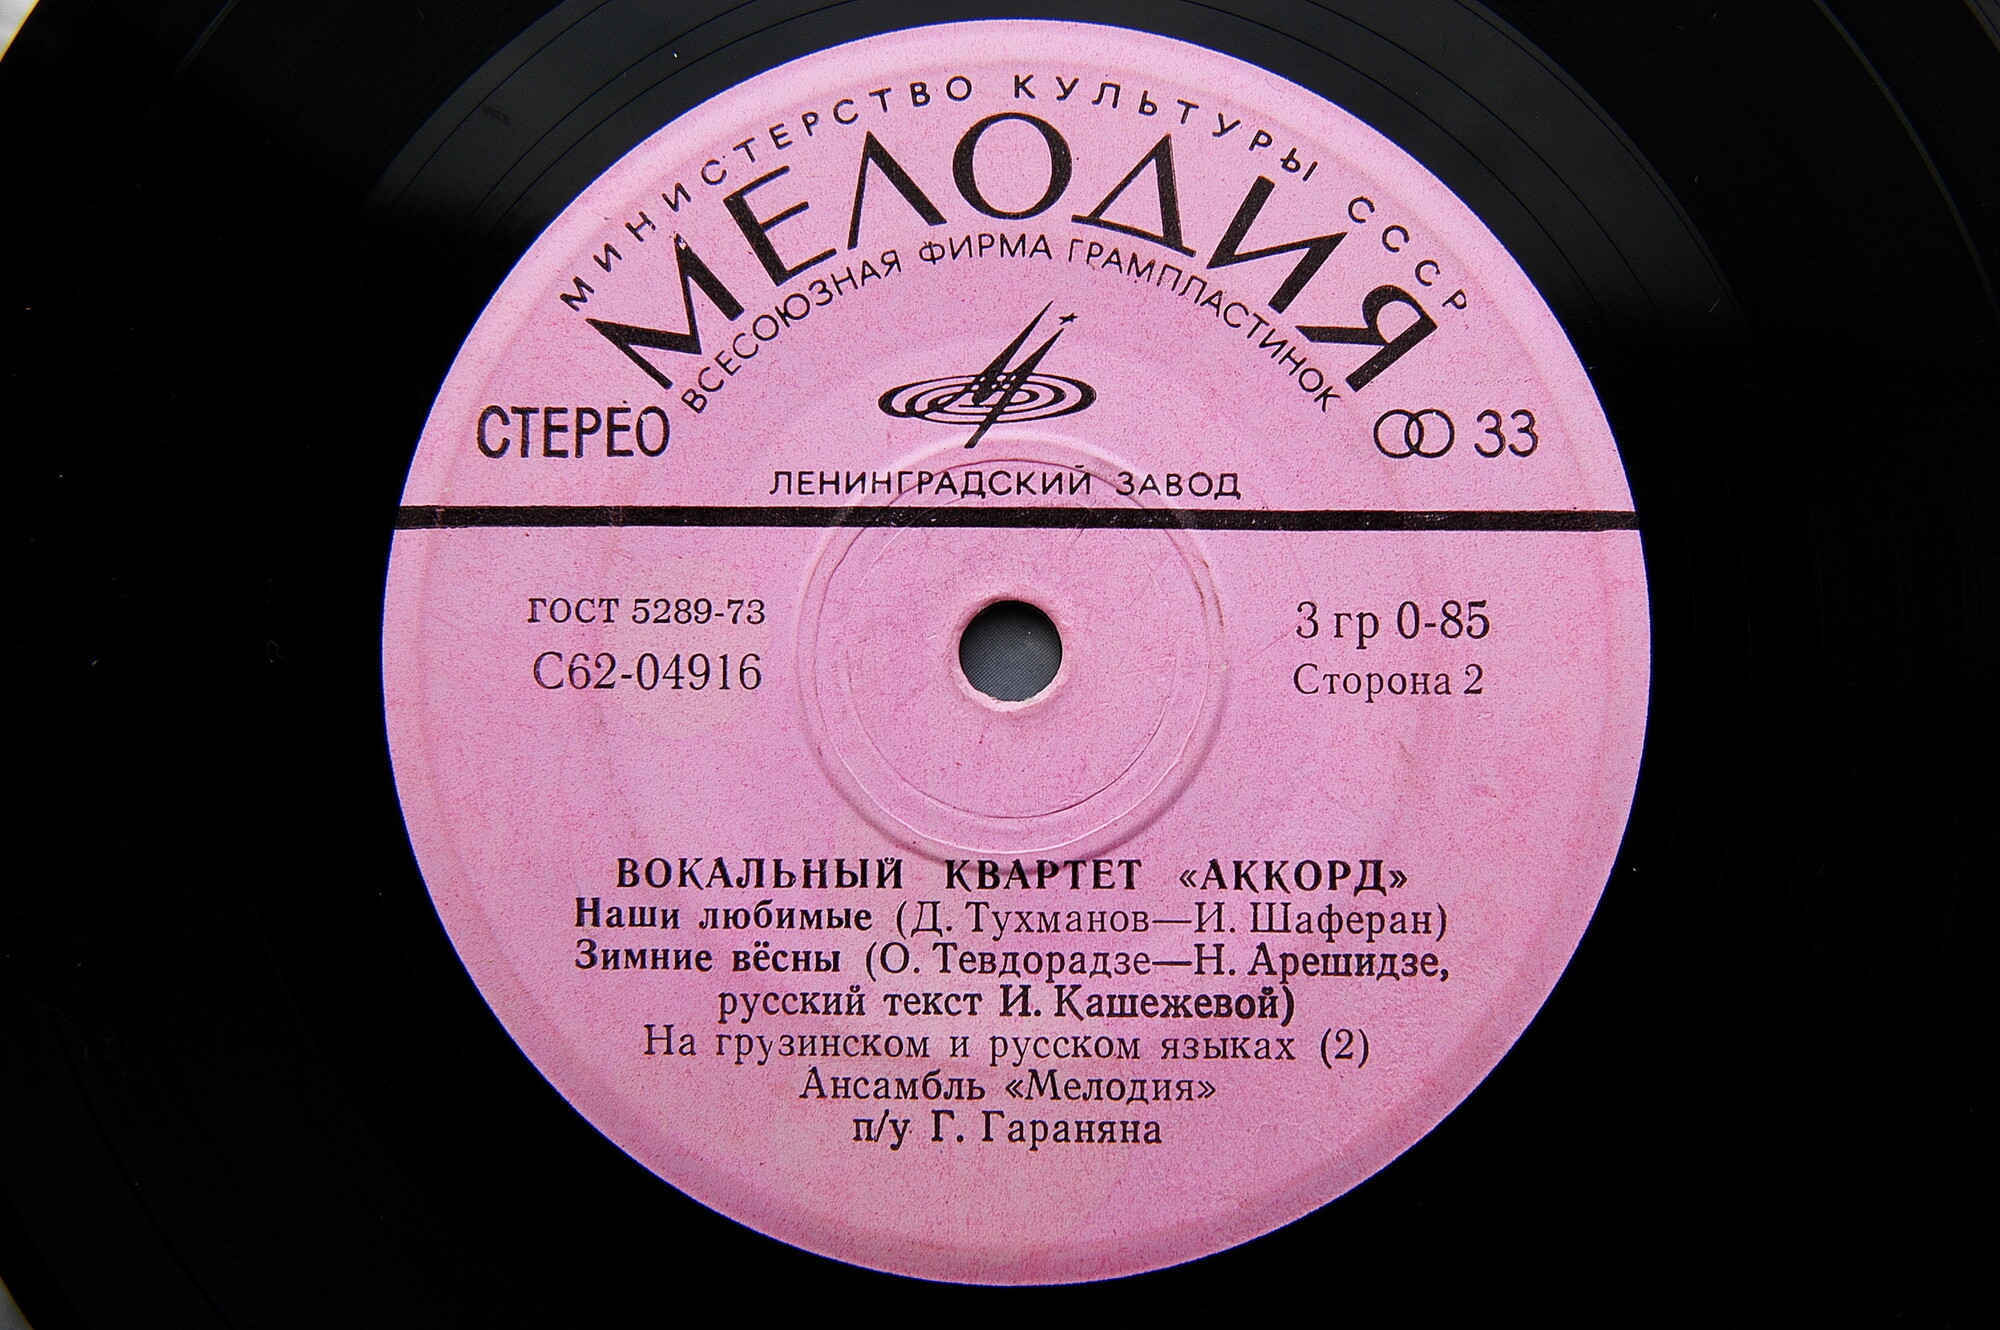 МИНИСТЕРСТВО КУЛЬТУРЫ СССР
МЕЛОДИЯ
ВСЕСОЮЗНАЯ ФИРМА ГРАМПЛАСТИНОК
СТЕРЕО
33
ЛЕНИНГРАДСКИЙ ЗАВОД
ГОСТ 5289-73
С62-04916
3 гр 0-85
Сторона 2
ВОКАЛЬНЫЙ КВАРТЕТ «АККОРД»
Наши любимые (Д. Тухманов—И. Шаферан)
Зимние вёсны (О. Тевдорадзе—Н. Арешидзе,
русский текст И. Кашежевой)
На грузинском и русском языках (2)
Ансамбль «Мелодия»
п/у Г. Гараняна